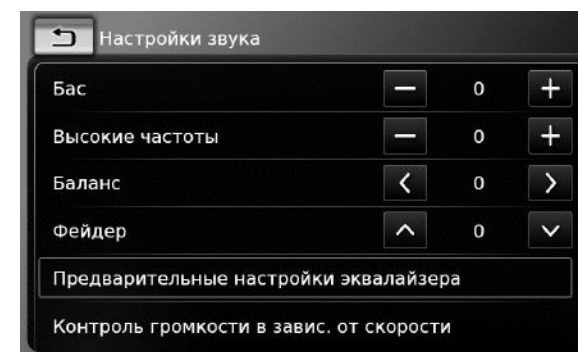 Настройки звука
Бас − 0 +
Высокие частоты − 0 +
Баланс 0
Фейдер 0
Предварительные настройки эквалайзера
Контроль громкости в завис. от скорости